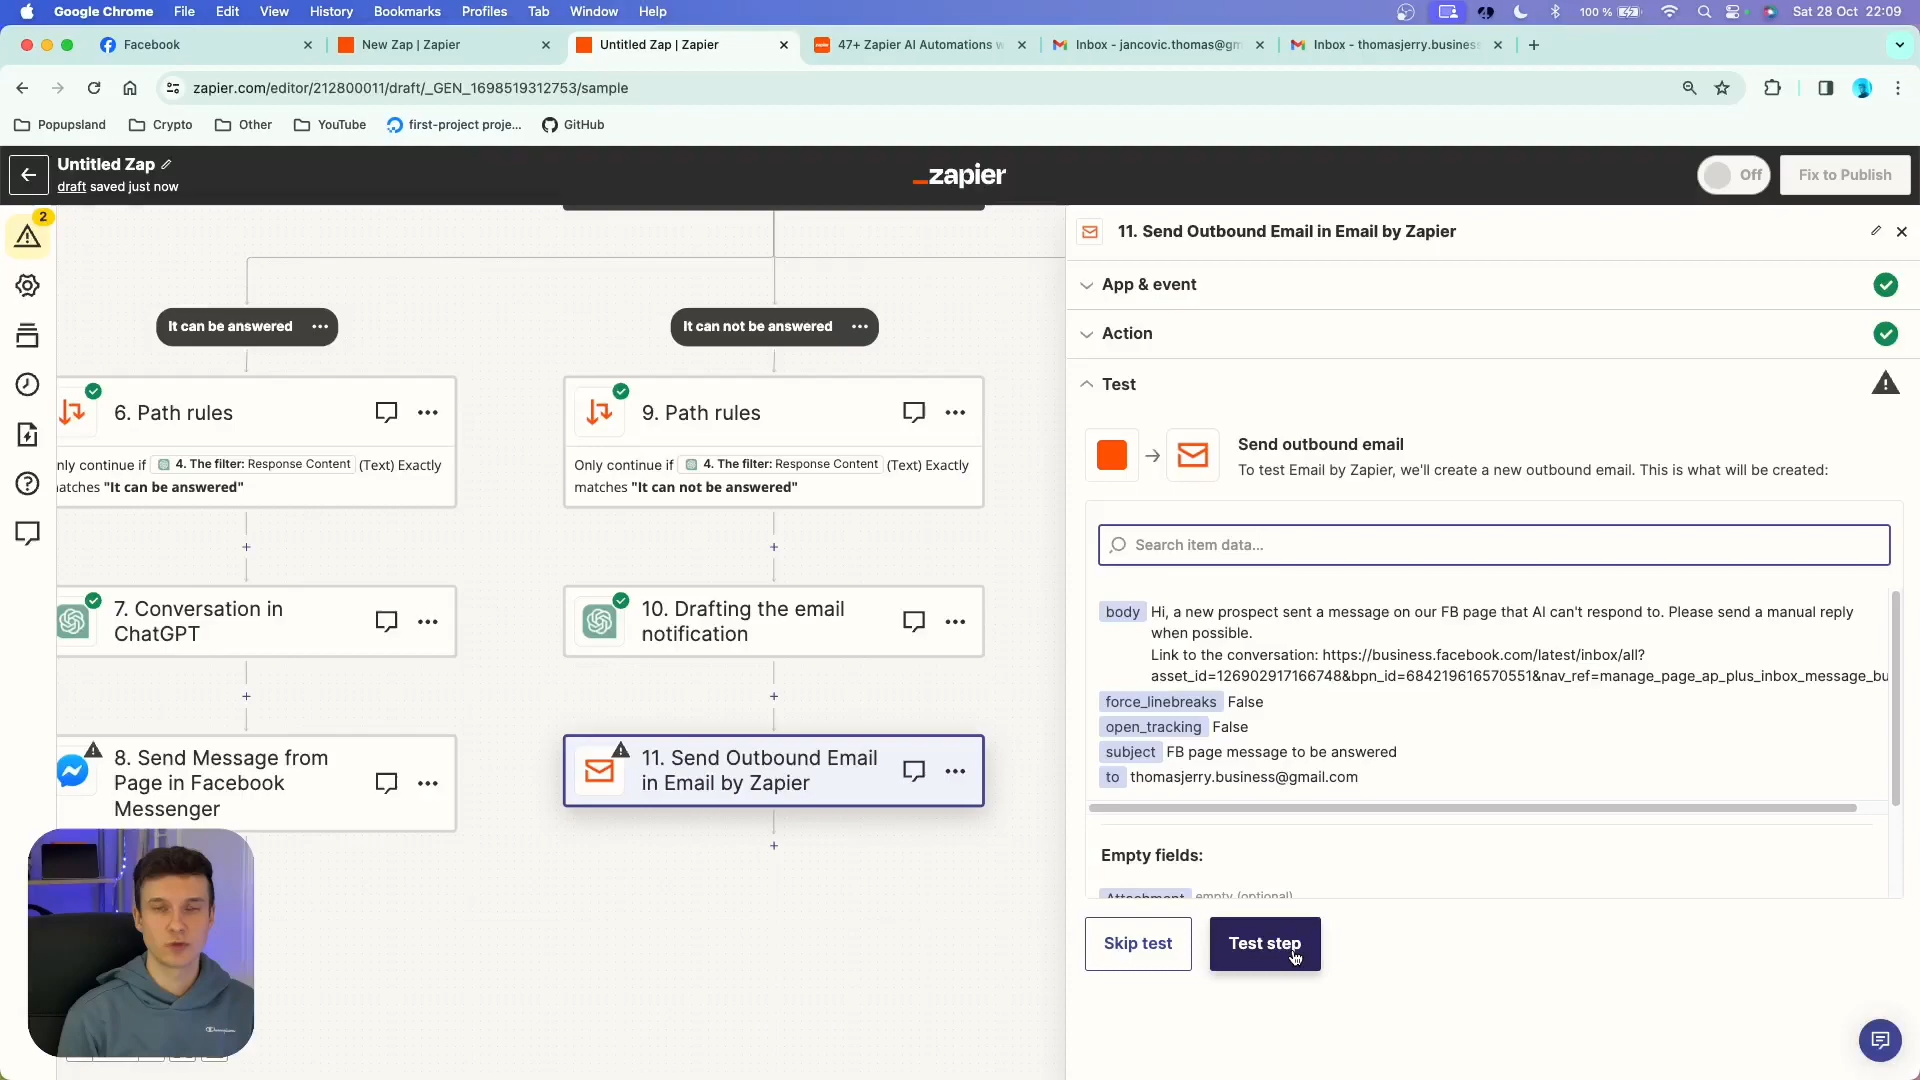 Google Chrome File Edit View History Bookmarks Profiles Tab Window Help 100 % Sat 28 Oct 22:09
Facebook New Zap | Zapier Untitled Zap | Zapier 47+ Zapier AI Automations Inbox - jancovic.thomas@gm Inbox - thomasjerry.busines
zapier.com/editor/212800011/draft/_GEN_1698519312753/sample
Popupsland Crypto Other YouTube first-project proje... GitHub
Untitled Zap
draft saved just now
_zapier
Off
Fix to Publish
2
It can be answered
It can not be answered
6. Path rules
nly continue if 4. The filter: Response Content (Text) Exactly
atches "It can be answered"
9. Path rules
Only continue if 4. The filter: Response Content (Text) Exactly
matches "It can not be answered"
7. Conversation in
ChatGPT
10. Drafting the email
notification
8. Send Message from
Page in Facebook
Messenger
11. Send Outbound Email
in Email by Zapier
11. Send Outbound Email in Email by Zapier
App & event
Action
Test
Send outbound email
To test Email by Zapier, we'll create a new outbound email. This is what will be created:
Search item data...
body Hi, a new prospect sent a message on our FB page that AI can't respond to. Please send a manual reply
when possible.
Link to the conversation: https://business.facebook.com/latest/inbox/all?
asset_id=126902917166748&bpn_id=684219616570551&nav_ref=manage_page_ap_plus_inbox_message_bu
force_linebreaks False
open_tracking False
subject FB page message to be answered
to thomasjerry.business@gmail.com
Empty fields:
Attachment empty (optional)
Skip test
Test step
Champion